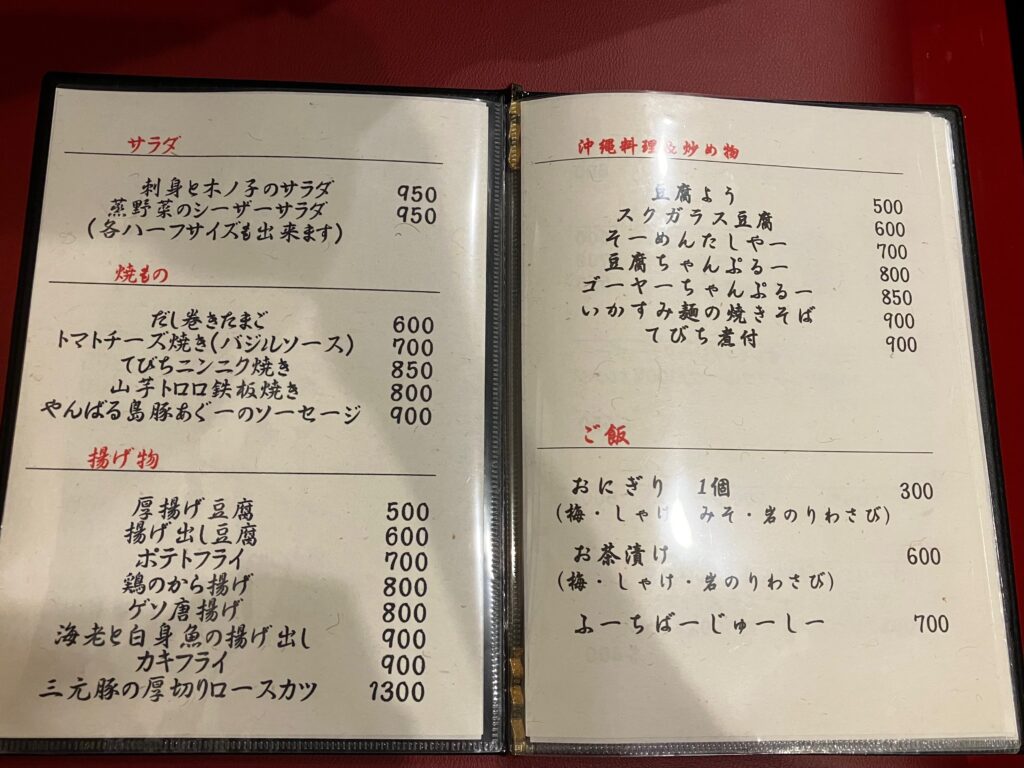 サラダ
刺身と木ノ子のサラダ 950
蒸野菜のシーザーサラダ 950
(各ハーフサイズも出来ます)
焼もの
だし巻きたまご 600
トマトチーズ焼き(バジルソース) 700
てびちニンニク焼き 850
山芋トロロ鉄板焼き 800
やんばる島豚あぐーのソーセージ 900
揚げ物
厚揚げ豆腐 500
揚げ出し豆腐 600
ポテトフライ 700
鶏のから揚げ 800
ゲソ唐揚げ 800
海老と白身魚の揚げ出し 900
カキフライ 900
三元豚の厚切りロースカツ 1300
沖縄料理&炒め物
豆腐よう 500
スクガラス豆腐 600
そーめんたしゃー 700
豆腐ちゃんぷるー 800
ゴーヤーちゃんぷるー 850
いかすみ麺の焼きそば 900
てびち煮付 900
ご飯
おにぎり 1個 300
(梅・しゃけ みそ・岩のりわさび)
お茶漬け 600
(梅・しゃけ・岩のりわさび)
ふーちばーじゅーしー 700